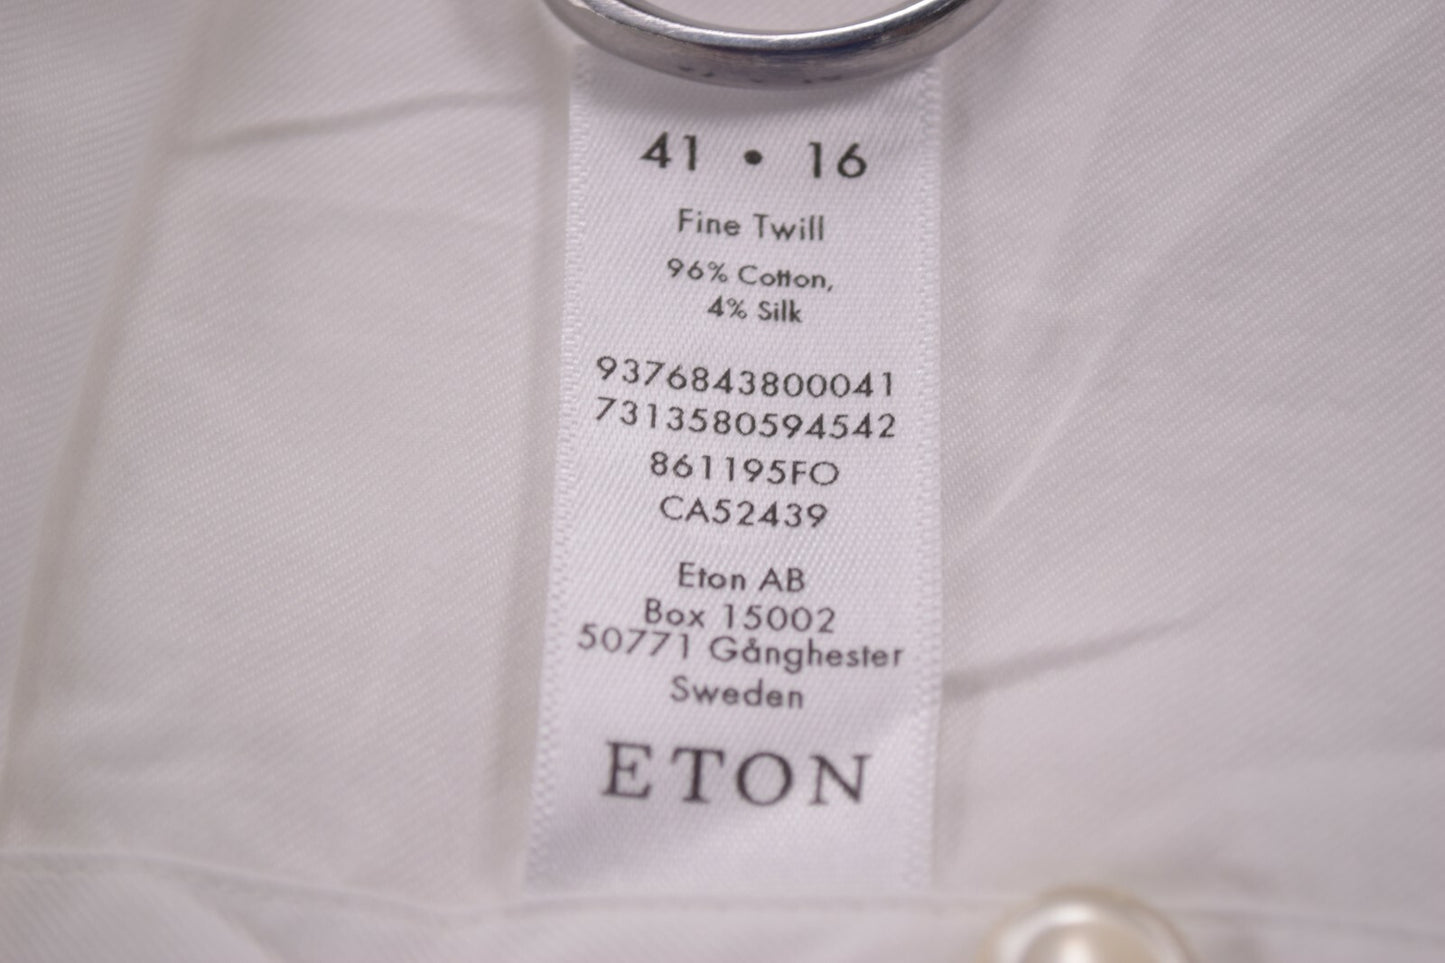 41 • 16
Fine Twill
96% Cotton,
4% Silk
9376843800041
7313580594542
861195FO
CA52439
Eton AB
Box 15002
50771 Gånghester
Sweden
ETON